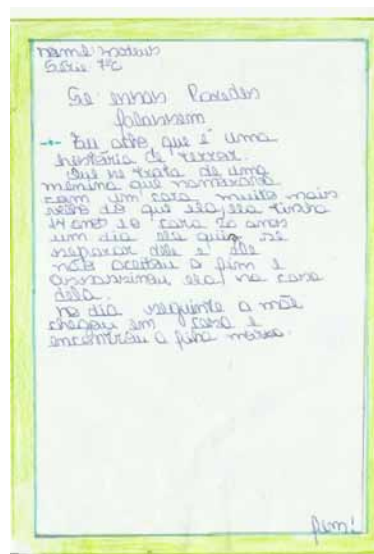 nome: mateus
Série 7ºC
Se essas Paredes
falassem
Eu acho que é uma
história de terror.
Que se trata de uma
menina que namorava
com um cara muito mais
velho do que ela, ela tinha
14 anos e o cara 20 anos
um dia ela quis se
separar dele e ele
não aceitou o fim e
assassinou ela na casa
dela.
no dia seguinte a mãe
chegou em casa e
encontrou a filha morta.
fim!